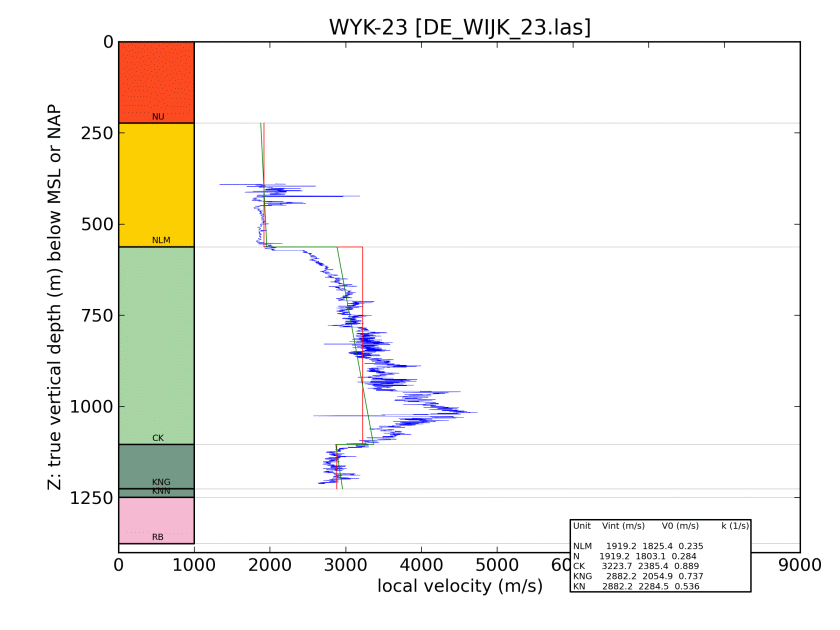 WYK-23 [DE_WIJK_23.las]
Z: true vertical depth (m) below MSL or NAP
0
250
500
750
1000
1250
NU
NLM
CK
KNG
KNN
RB
0 1000 2000 3000 4000 5000 9000
local velocity (m/s)
Unit Vint (m/s) V0 (m/s) k (1/s)
NLM 1919.2 1825.4 0.235
N 1919.2 1803.1 0.284
CK 3223.7 2385.4 0.889
KNG 2882.2 2054.9 0.737
KN 2882.2 2284.5 0.536